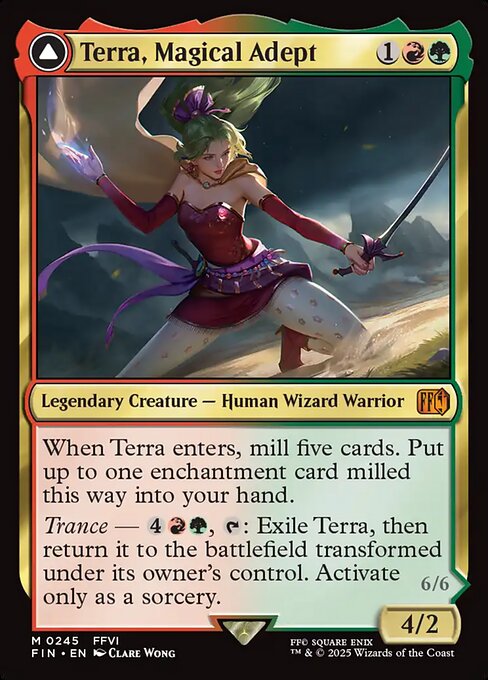 Terra, Magical Adept 1
FF
Legendary Creature — Human Wizard Warrior
When Terra enters, mill five cards. Put
up to one enchantment card milled
this way into your hand.
Trance — 4 , : Exile Terra, then
return it to the battlefield transformed
under its owner's control. Activate
only as a sorcery.
6/6
4/2
M 0245 FFVI
FIN • EN Clare Wong
FF© SQUARE ENIX
™ & © 2025 Wizards of the Coast